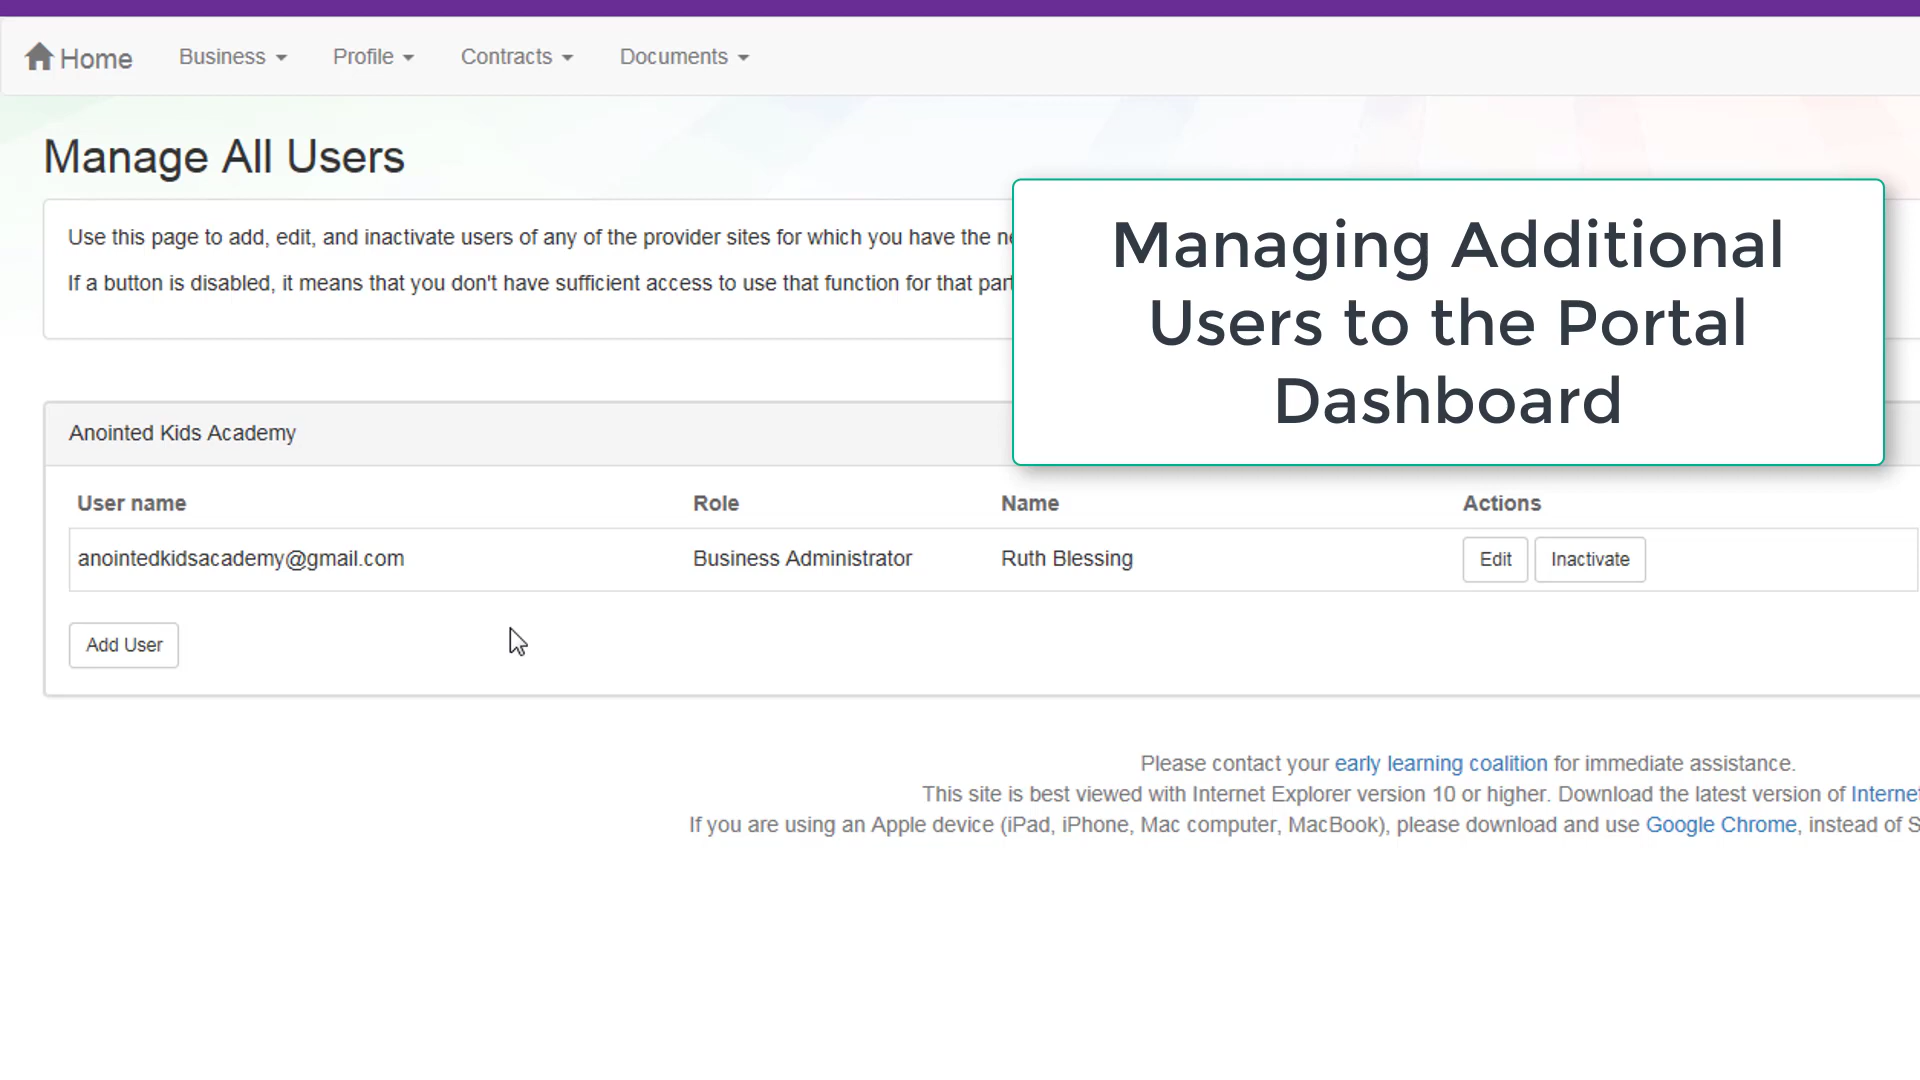 Home Business Profile Contracts Documents
Manage All Users
Use this page to add, edit, and inactivate users of any of the provider sites for which you have the
If a button is disabled, it means that you don't have sufficient access to use that function for that
Managing Additional
Users to the Portal
Dashboard
Anointed Kids Academy
User name Role Name Actions
anointedkidsacademy@gmail.com Business Administrator Ruth Blessing Edit Inactivate
Add User
Please contact your early learning coalition for immediate assistance.
This site is best viewed with Internet Explorer version 10 or higher. Download the latest version of Internet
If you are using an Apple device (iPad, iPhone, Mac computer, MacBook), please download and use Google Chrome, instead of